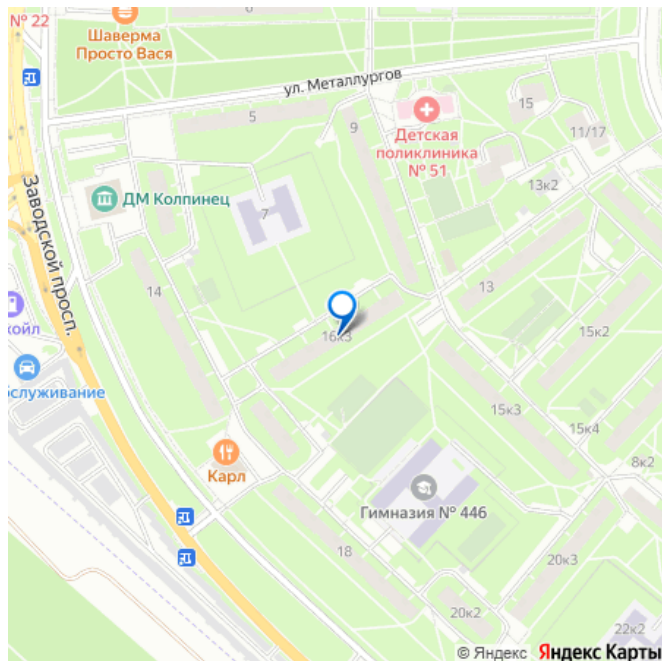 № 22
Шаверма
Просто Вася
ул. Металлургов
5
9
15
11/17
Детская
поликлиника
№ 51
13к2
ДМ Колпинец
7
Заводской просп.
14
13
16к3
15к2
койл
бслуживание
15к3
15к4
8к2
Карл
Гимназия № 446
18
20к3
20к2
22к2
© Яндекс Яндекс Карты